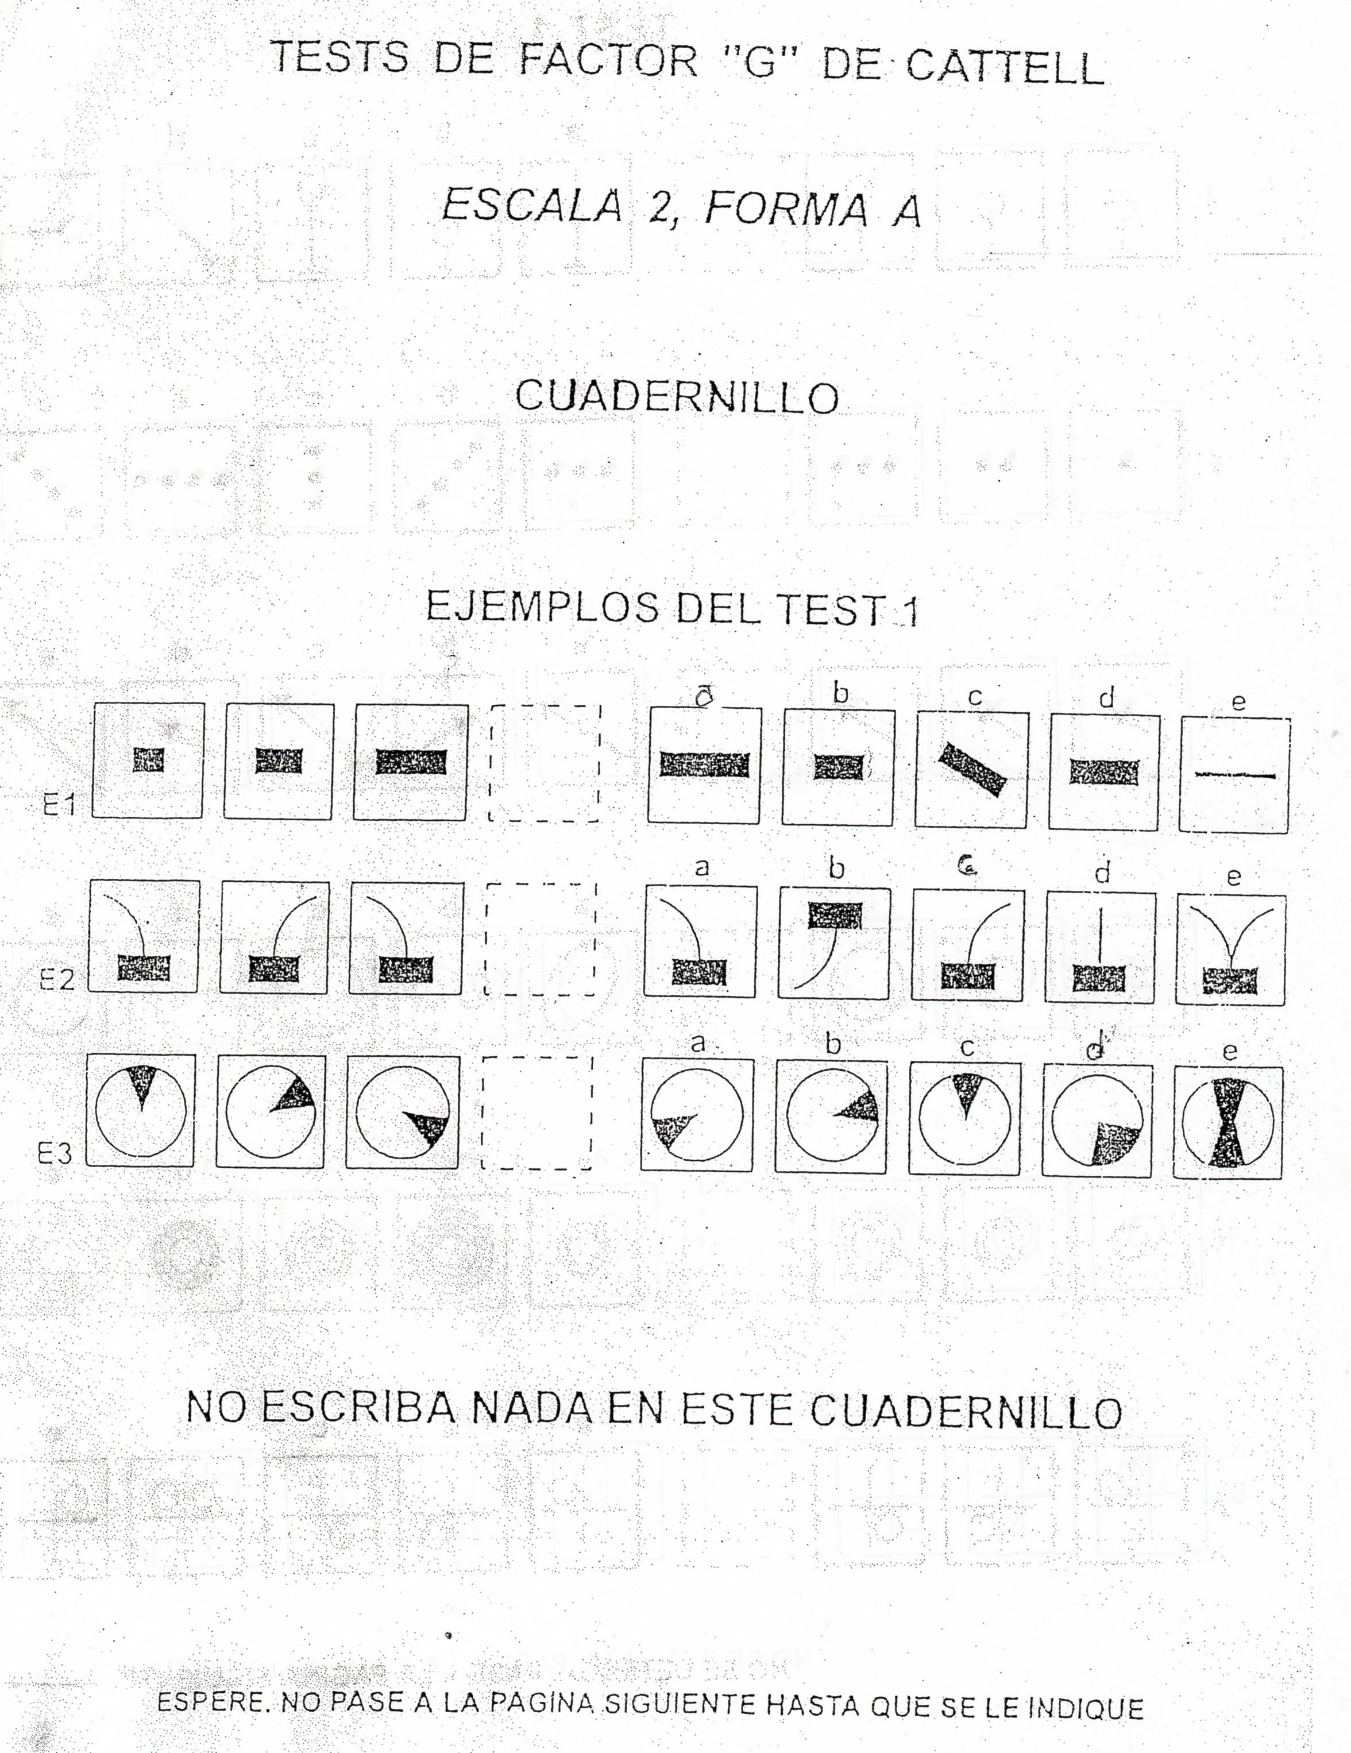 TESTS DE FACTOR "G" DE CATTELL
ESCALA 2, FORMA A
CUADERNILLO
EJEMPLOS DEL TEST 1
a b c d e
E1
a b c d e
E2
a b c d e
E3
NO ESCRIBA NADA EN ESTE CUADERNILLO
ESPERE. NO PASE A LA PAGINA SIGUIENTE HASTA QUE SE LE INDIQUE